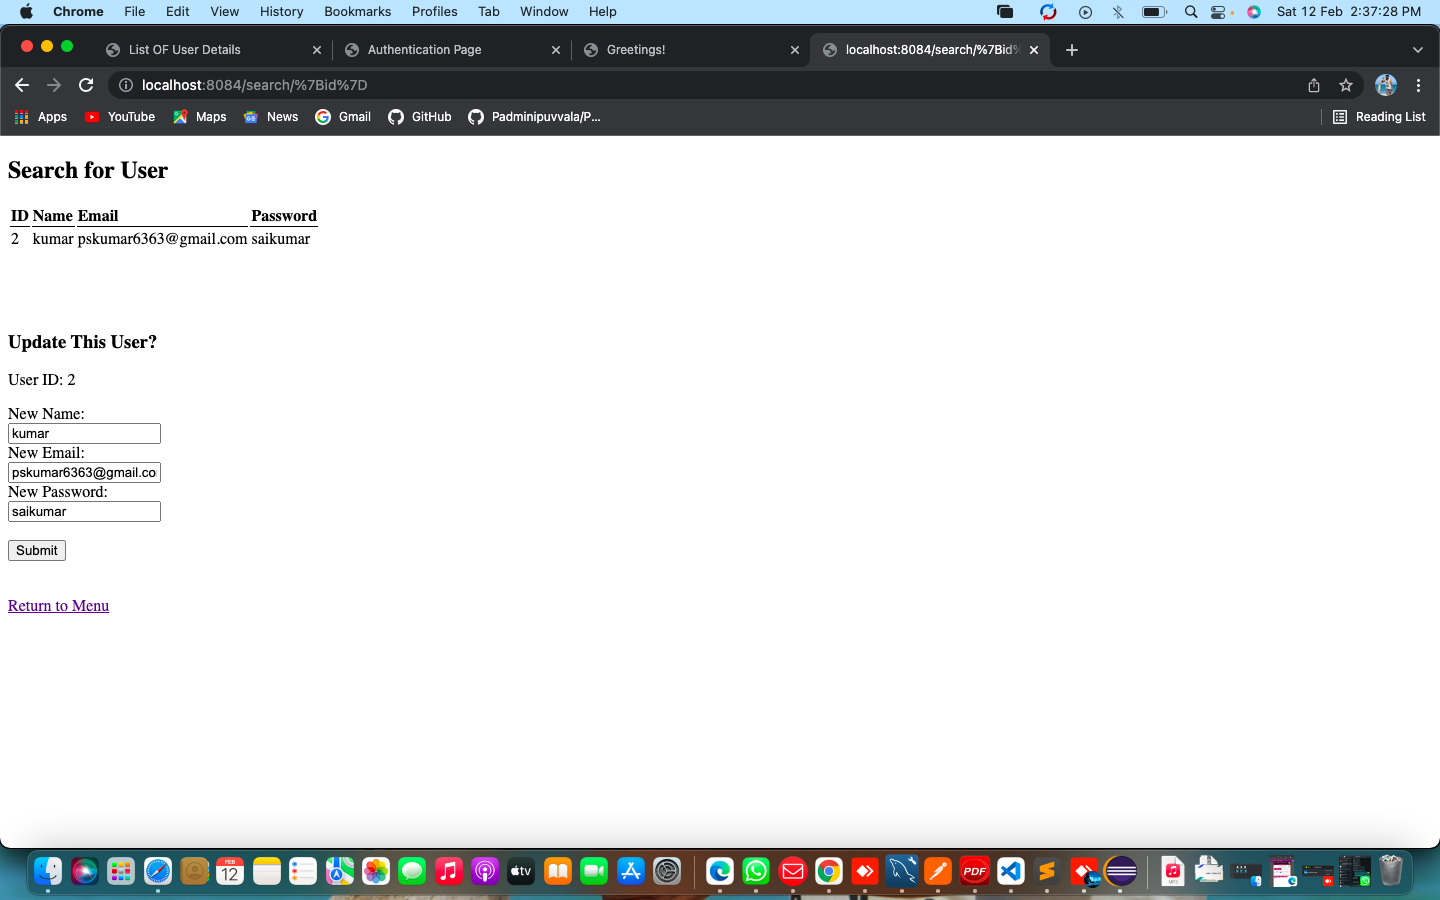 Chrome File Edit View History Bookmarks Profiles Tab Window Help Sat 12 Feb 2:37:28 PM
List OF User Details Authentication Page Greetings! localhost:8084/search/%7Bid%
localhost:8084/search/%7Bid%7D
Apps YouTube Maps News Gmail GitHub Padminipuvvala/P... Reading List
Search for User
ID Name Email Password
2 kumar pskumar6363@gmail.com saikumar
Update This User?
User ID: 2
New Name:
kumar
New Email:
pskumar6363@gmail.co
New Password:
saikumar
Submit
Return to Menu
FEB
12
tv
PDF